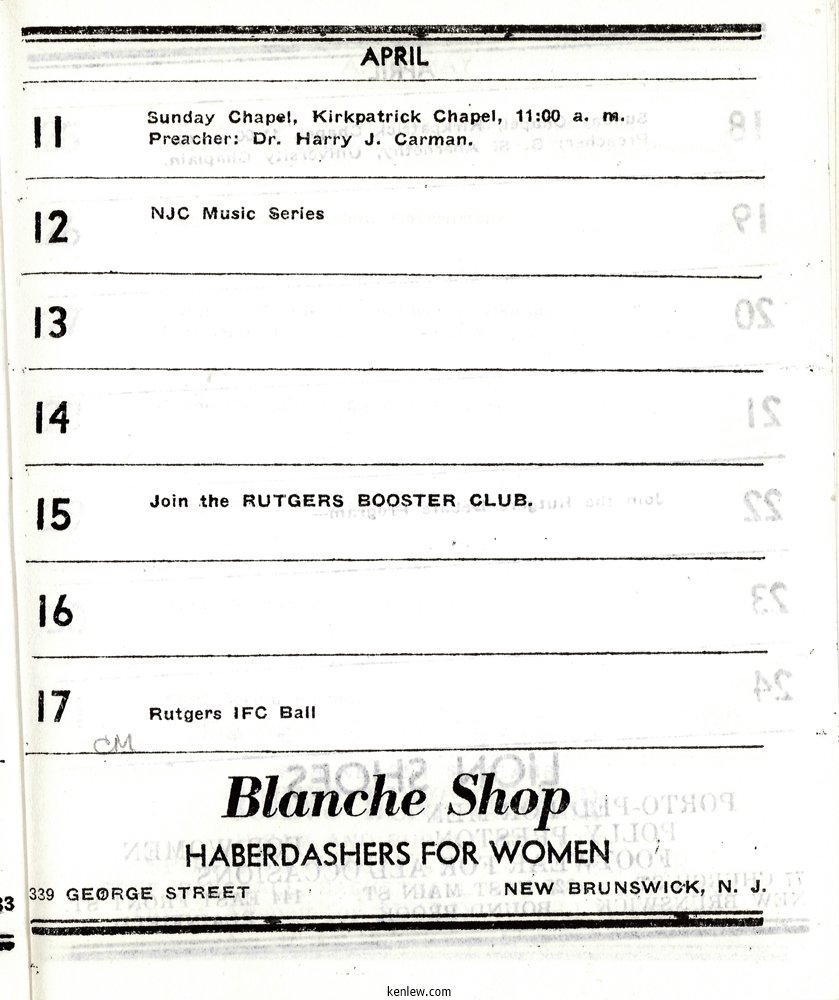 APRIL
11
Sunday Chapel, Kirkpatrick Chapel, 11:00 a. m.
Preacher: Dr. Harry J. Carman.
12
NJC Music Series
13
14
15
Join the RUTGERS BOOSTER CLUB.
16
17
Rutgers IFC Ball
CM
Blanche Shop
HABERDASHERS FOR WOMEN
339 GEORGE STREET NEW BRUNSWICK, N. J.
kenlew.com